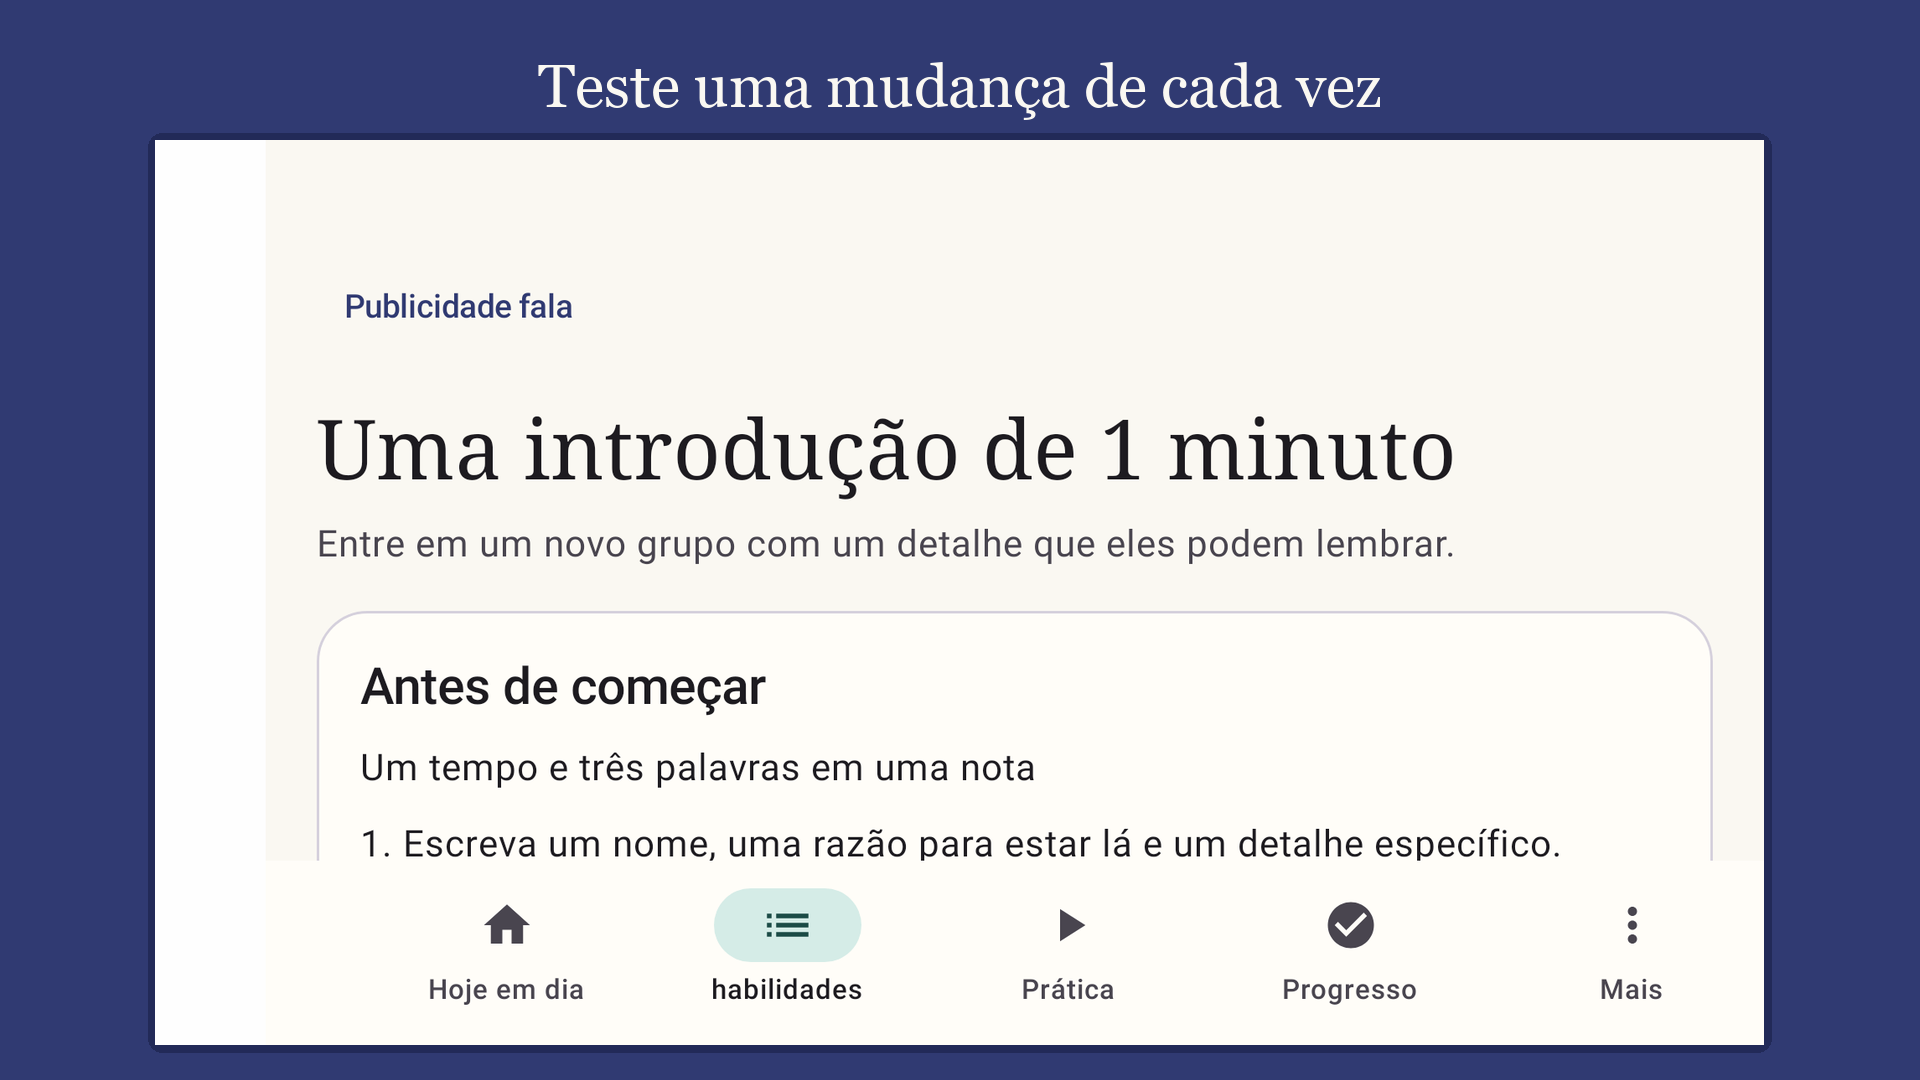 Teste uma mudança de cada vez
Publicidade fala
Uma introdução de 1 minuto
Entre em um novo grupo com um detalhe que eles podem lembrar.
Antes de começar
Um tempo e três palavras em uma nota
1. Escreva um nome, uma razão para estar lá e um detalhe específico.
Hoje em dia
habilidades
Prática
Progresso
Mais